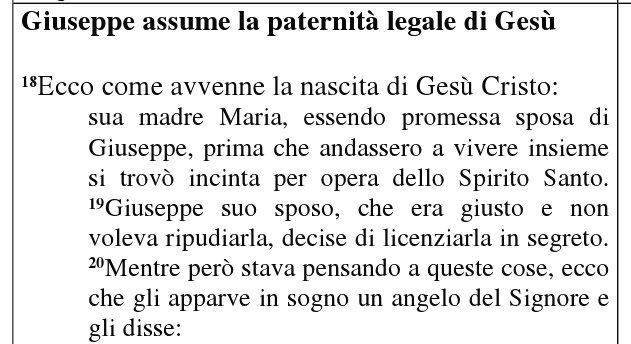 Giuseppe assume la paternità legale di Gesù
¹⁸Ecco come avvenne la nascita di Gesù Cristo:
sua madre Maria, essendo promessa sposa di
Giuseppe, prima che andassero a vivere insieme
si trovò incinta per opera dello Spirito Santo.
¹⁹Giuseppe suo sposo, che era giusto e non
voleva ripudiarla, decise di licenziarla in segreto.
²⁰Mentre però stava pensando a queste cose, ecco
che gli apparve in sogno un angelo del Signore e
gli disse: